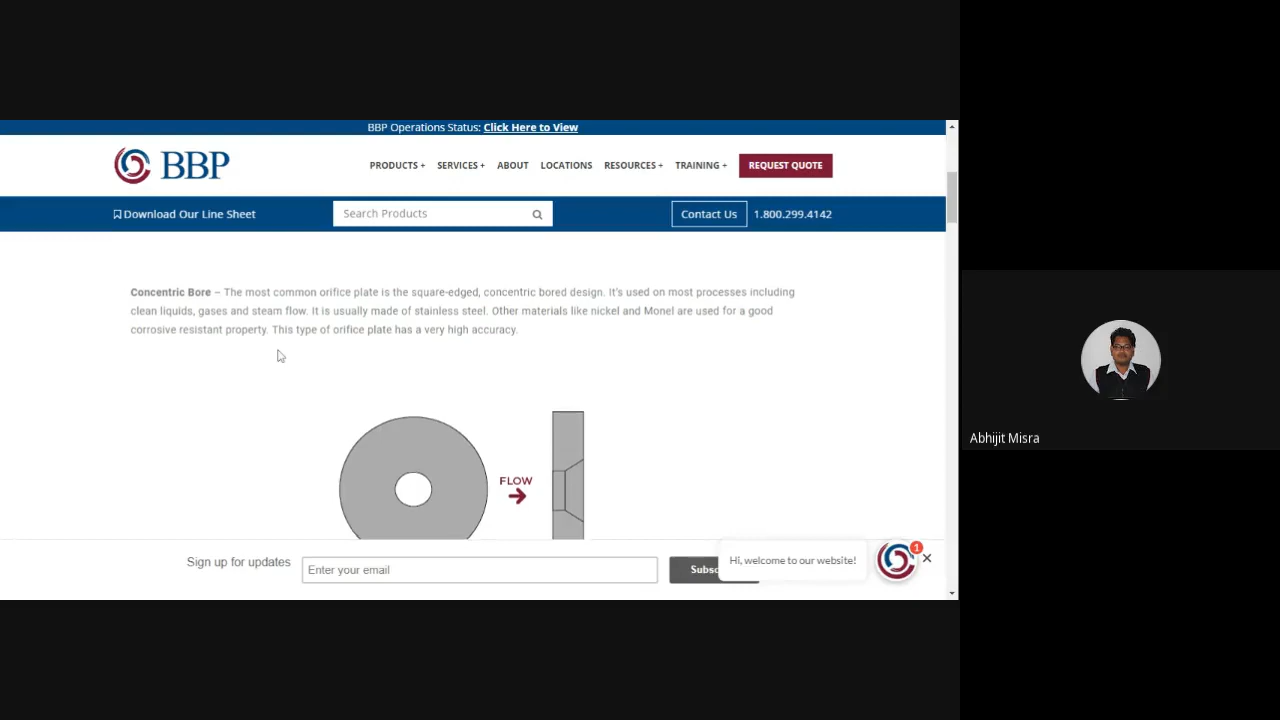 BBP Operations Status: Click Here to View
BBP
PRODUCTS + SERVICES + ABOUT LOCATIONS RESOURCES + TRAINING + REQUEST QUOTE
Download Our Line Sheet
Search Products
Contact Us 1.800.299.4142
Concentric Bore – The most common orifice plate is the square-edged, concentric bored design. It's used on most processes including
clean liquids, gases and steam flow. It is usually made of stainless steel. Other materials like nickel and Monel are used for a good
corrosive resistant property. This type of orifice plate has a very high accuracy.
FLOW
Sign up for updates
Enter your email
Subsc
Hi, welcome to our website!
1
Abhijit Misra